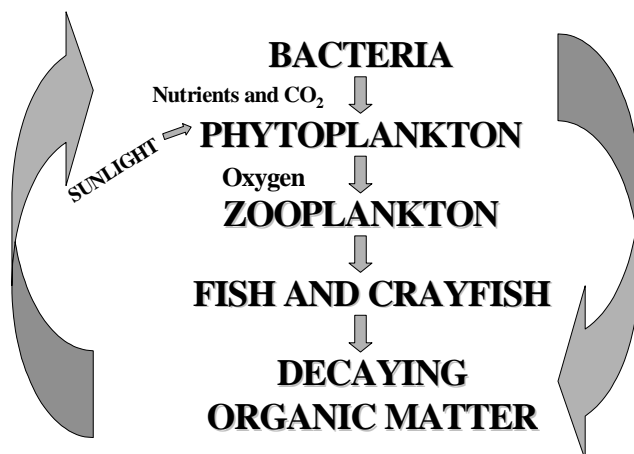 BACTERIA
Nutrients and CO₂
PHYTOPLANKTON
SUNLIGHT
Oxygen
ZOOPLANKTON
FISH AND CRAYFISH
DECAYING
ORGANIC MATTER